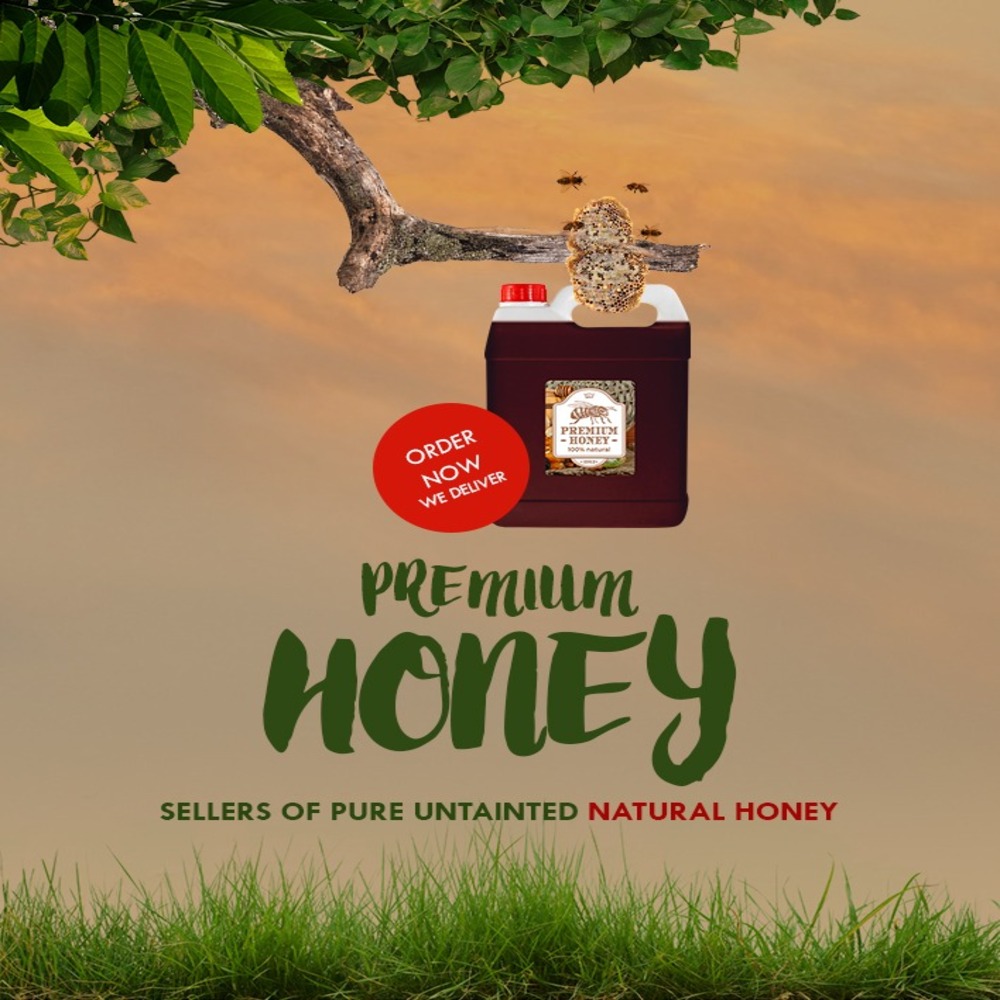 PREMIUM
HONEY
100% natural
ORDER
NOW
WE DELIVER
PREMIUM
HONEY
SELLERS OF PURE UNTAINTED NATURAL HONEY